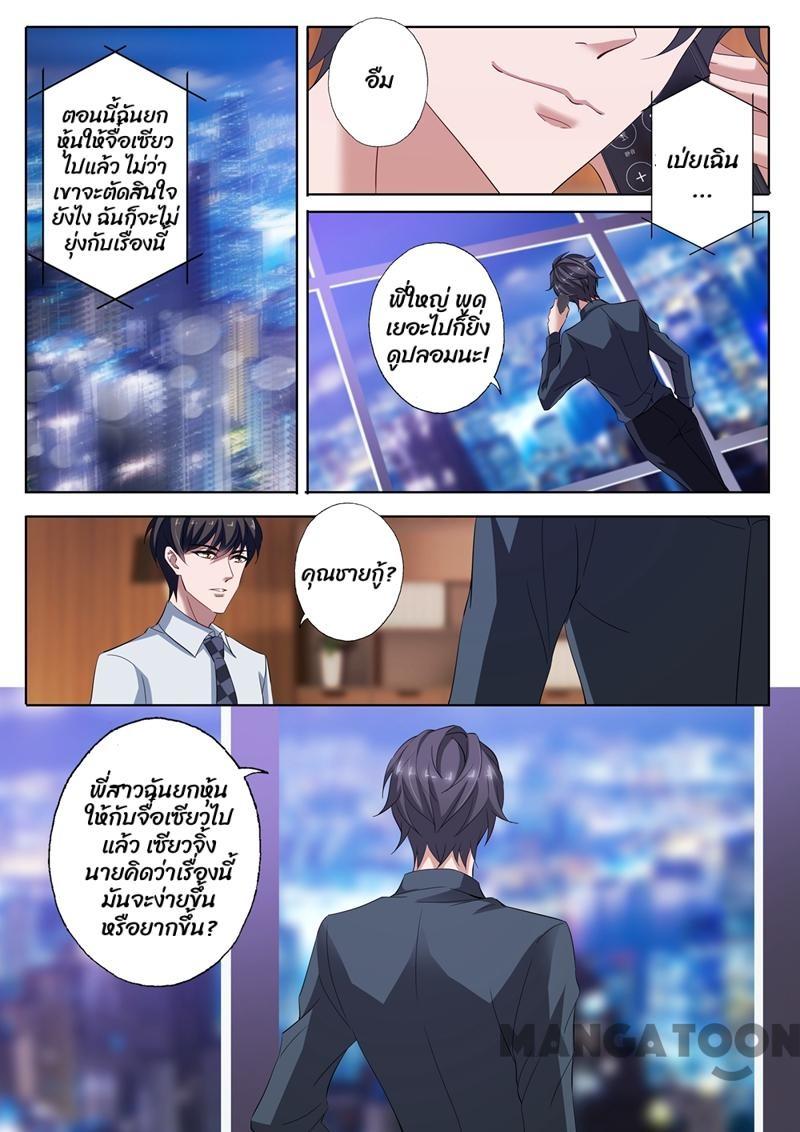 ตอนนี้ฉันยก
หุ้นให้จื่อเซียว
ไปแล้ว ไม่ว่า
เขาจะตัดสินใจ
ยังไง ฉันก็จะไม่
ยุ่งกับเรื่องนี้
อืม
เป่ยเฉิน
...
พี่ใหญ่ พูด
เยอะไปก็ยิ่ง
ดูปลอมนะ!
คุณชายกู้?
พี่สาวฉันยกหุ้น
ให้กับจื่อเซียวไป
แล้ว เซียวจิ้ง
นายคิดว่าเรื่องนี้
มันจะง่ายขึ้น
หรือยากขึ้น?
MANGATOON